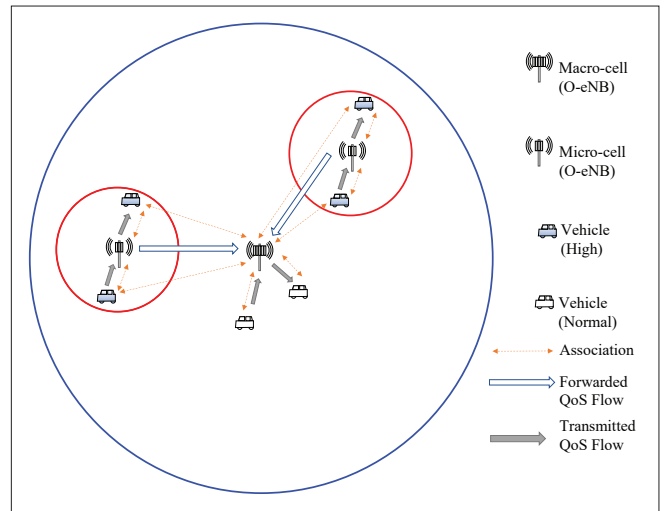 Macro-cell
(O-eNB)
Micro-cell
(O-eNB)
Vehicle
(High)
Vehicle
(Normal)
Association
Forwarded
QoS Flow
Transmitted
QoS Flow